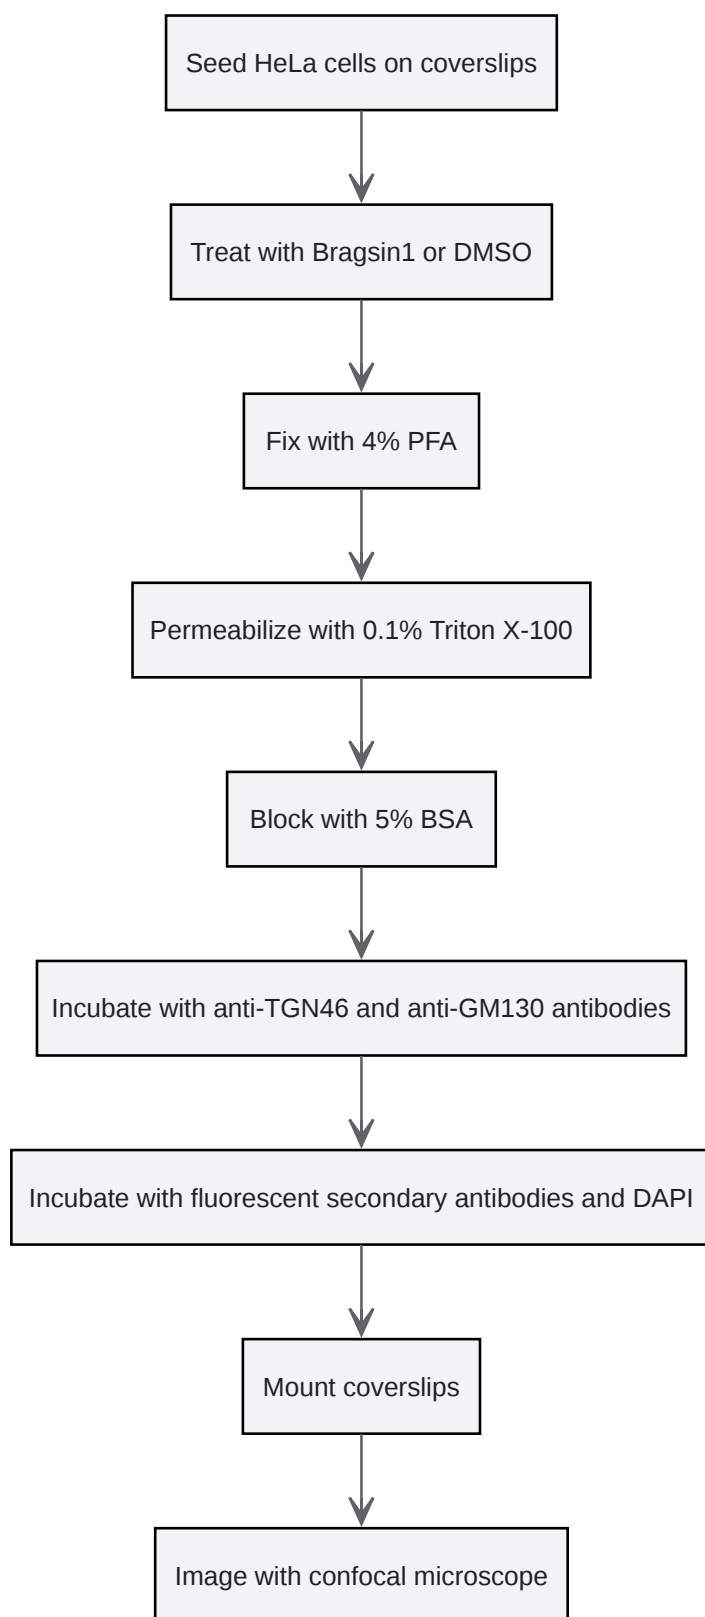 Seed HeLa cells on coverslips
Treat with Bragsin1 or DMSO
Fix with 4% PFA
Permeabilize with 0.1% Triton X-100
Block with 5% BSA
Incubate with anti-TGN46 and anti-GM130 antibodies
Incubate with fluorescent secondary antibodies and DAPI
Mount coverslips
Image with confocal microscope